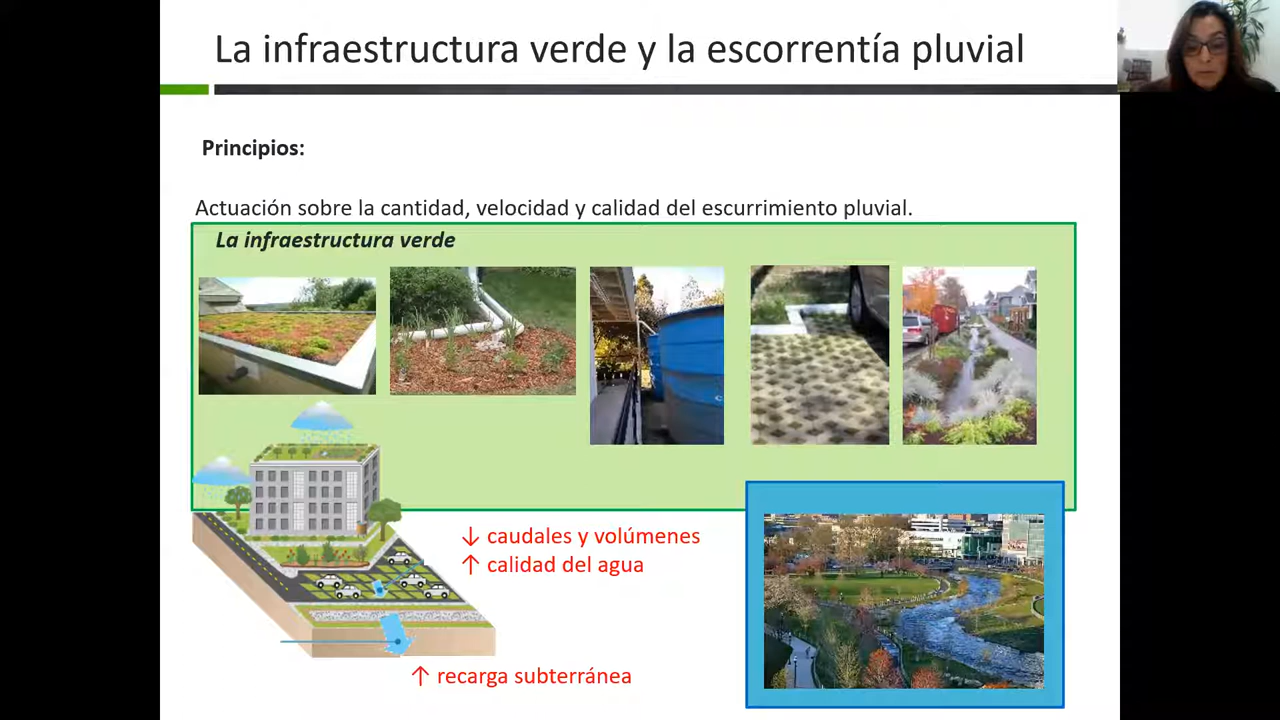 La infraestructura verde y la escorrentía pluvial
Principios:
Actuación sobre la cantidad, velocidad y calidad del escurrimiento pluvial.
La infraestructura verde
↓ caudales y volúmenes
↑ calidad del agua
↑ recarga subterránea